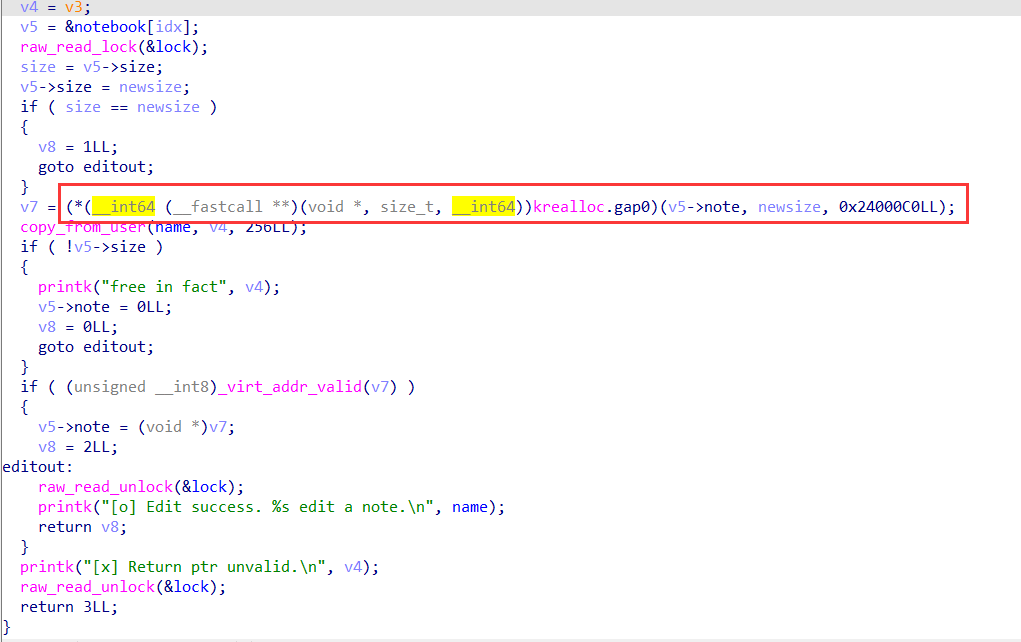 v4 = v3;
v5 = &notebook[idx];
raw_read_lock(&lock);
size = v5->size;
v5->size = newsize;
if ( size == newsize )
{
v8 = 1LL;
goto editout;
}
v7 = (*(__int64 (__fastcall **)(void *, size_t, __int64))krealloc.gap0)(v5->note, newsize, 0x24000C0LL);
copy_from_user(name, v4, 256LL);
if ( !v5->size )
{
printk("free in fact", v4);
v5->note = 0LL;
v8 = 0LL;
goto editout;
}
if ( (unsigned __int8)_virt_addr_valid(v7) )
{
v5->note = (void *)v7;
v8 = 2LL;
editout:
raw_read_unlock(&lock);
printk("[o] Edit success. %s edit a note.\n", name);
return v8;
}
printk("[x] Return ptr unvalid.\n", v4);
raw_read_unlock(&lock);
return 3LL;
}